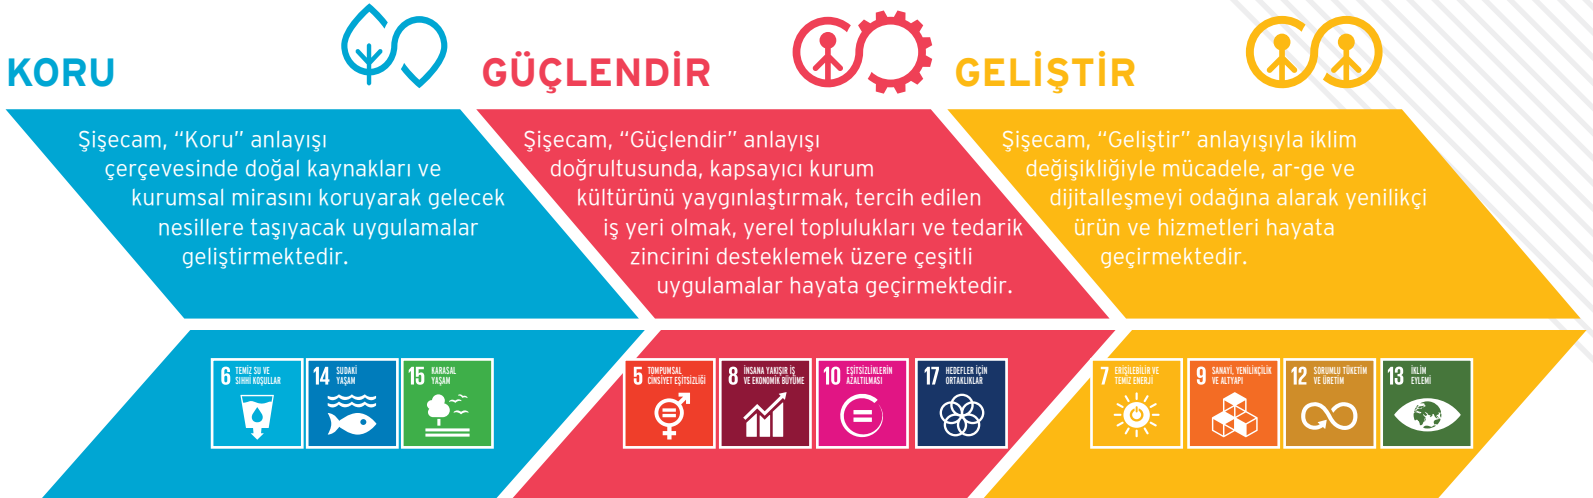 KORU
Şişecam, “Koru” anlayışı
çerçevesinde doğal kaynakları ve
kurumsal mirasını koruyarak gelecek
nesillere taşıyacak uygulamalar
geliştirmektedir.
6 TEMİZ SU VE
SIHHİ KOŞULLAR
14 SUDAKİ
YAŞAM
15 KARASAL
YAŞAM
GÜÇLENDİR
Şişecam, “Güçlendir” anlayışı
doğrultusunda, kapsayıcı kurum
kültürünü yaygınlaştırmak, tercih edilen
iş yeri olmak, yerel toplulukları ve tedarik
zincirini desteklemek üzere çeşitli
uygulamalar hayata geçirmektedir.
5 TOMPUMSAL
CİNSİYET EŞİTSİZLİĞİ
8 İNSANA YAKIŞIR İŞ
VE EKONOMİK BÜYÜME
10 EŞİTSİZLİKLERİN
AZALTILMASI
17 HEDEFLER İÇİN
ORTAKLIKLAR
GELİŞTİR
Şişecam, “Geliştir” anlayışıyla iklim
değişikliğiyle mücadele, ar-ge ve
dijitalleşmeyi odağına alarak yenilikçi
ürün ve hizmetleri hayata
geçirmektedir.
7 ERİŞİLEBİLİR VE
TEMİZ ENERJİ
9 SANAYİ, YENİLİKÇİLİK
VE ALTYAPI
12 SORUMLU TÜKETİM
VE ÜRETİM
13 İKLİM
EYLEMİ